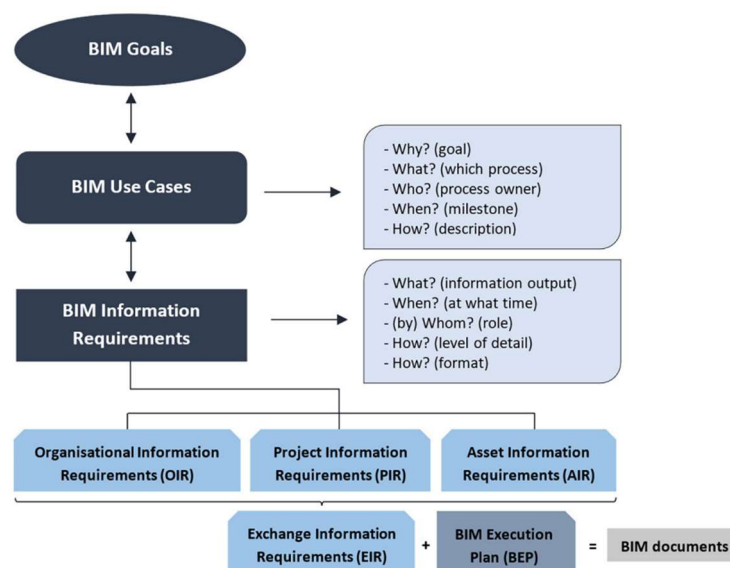 BIM Goals
BIM Use Cases
- Why? (goal)
- What? (which process)
- Who? (process owner)
- When? (milestone)
- How? (description)
BIM Information
Requirements
- What? (information output)
- When? (at what time)
- (by) Whom? (role)
- How? (level of detail)
- How? (format)
Organisational Information
Requirements (OIR)
Project Information
Requirements (PIR)
Asset Information
Requirements (AIR)
Exchange Information
Requirements (EIR)
+
BIM Execution
Plan (BEP)
=
BIM documents